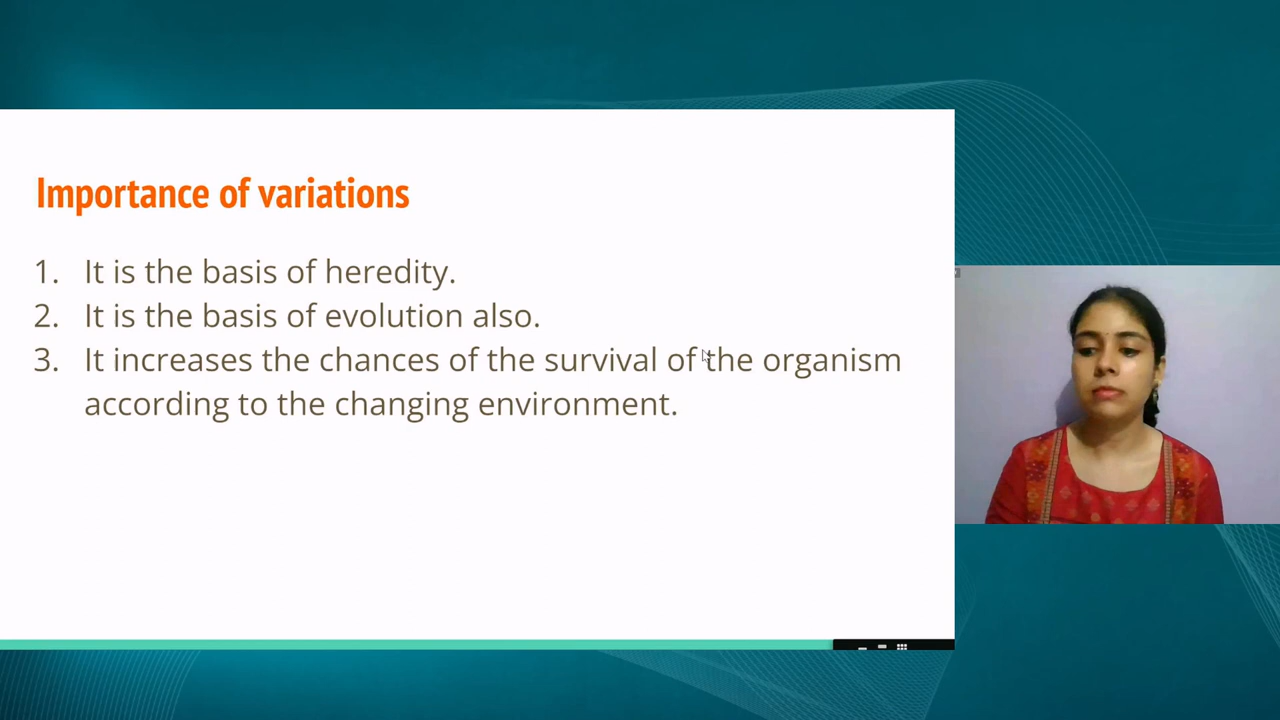 Importance of variations
1. It is the basis of heredity.
2. It is the basis of evolution also.
3. It increases the chances of the survival of the organism
according to the changing environment.